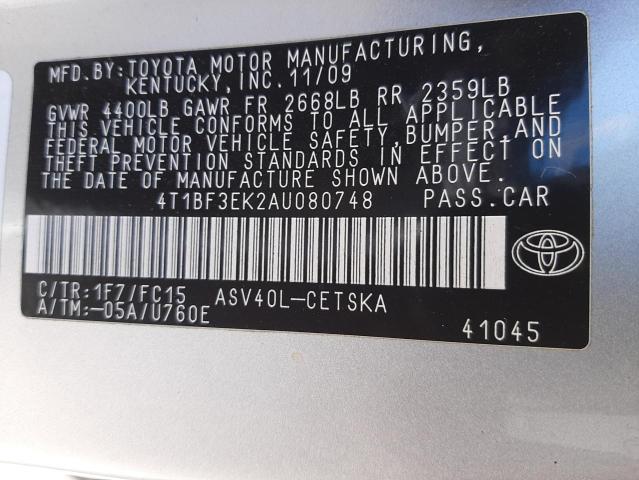 MFD.BY:TOYOTA MOTOR MANUFACTURING,
KENTUCKY, INC. 11/09
GVWR 4400LB GAWR FR 2668LB RR 2359LB
THIS VEHICLE CONFORMS TO ALL APPLICABLE
FEDERAL MOTOR VEHICLE SAFETY,BUMPER,AND
THEFT PREVENTION STANDARDS IN EFFECT ON
THE DATE OF MANUFACTURE SHOWN ABOVE.
4T1BF3EK2AU080748 PASS.CAR
C/TR:1F7/FC15 ASV40L-CETSKA
A/TM:-05A/U760E
41045